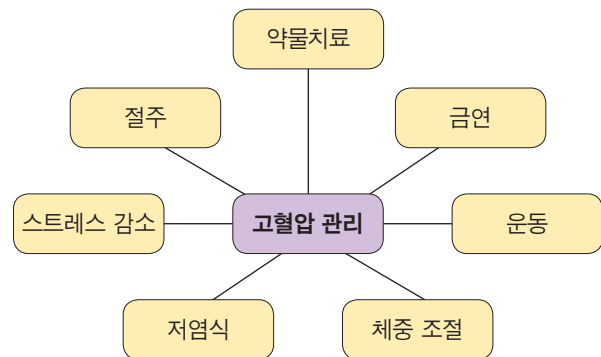 약물치료
절주
금연
스트레스 감소
고혈압 관리
운동
저염식
체중 조절